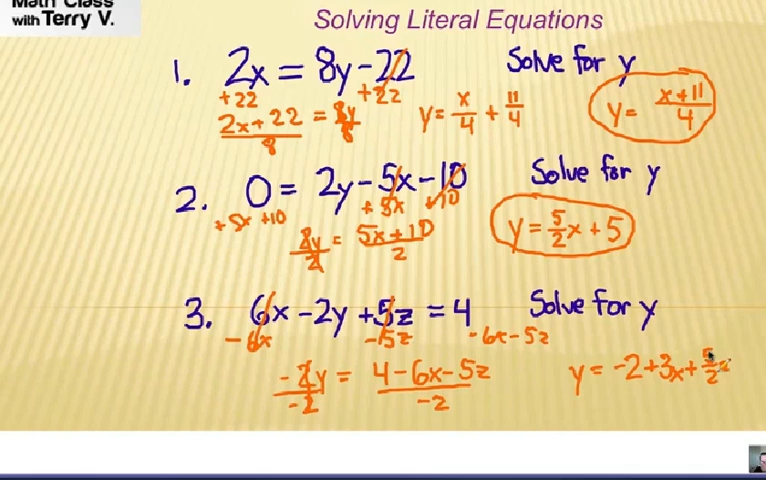 Math Class
with Terry V.
Solving Literal Equations
1. 2x = 8y - 22 Solve for y
+22 +22
2x + 22 = 8y
8 8
y = x/4 + 11/4
y = x+11/4
2. 0 = 2y - 5x - 10 Solve for y
+5x +10 +5x +10
2y = 5x + 10
2 2
y = 5/2 x + 5
3. 6x - 2y + 5z = 4 Solve for y
-6x -5z -6x - 5z
-2y = 4 - 6x - 5z
-2 -2
y = -2 + 3x + 5/2 z